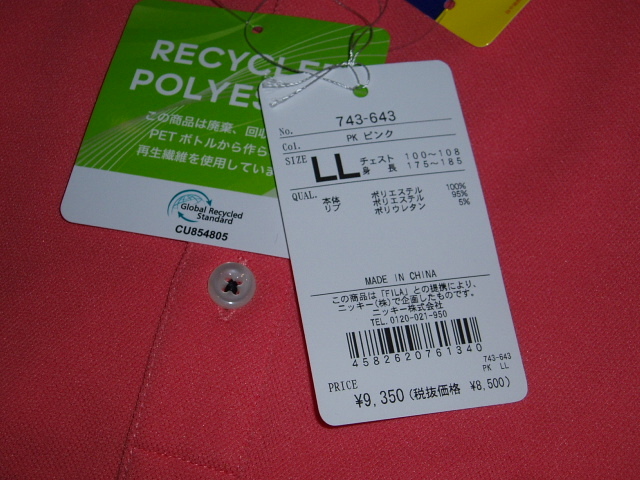 RECYCLE
POLYES
この商品は廃棄、回収
PETボトルから作ら
再生繊維を使用していま
Global Recycled
Standard
CU854805
No. 743-643
Col. PK ピンク
SIZE LL チェスト 100～108
身 長 175～185
QUAL. 本体 ポリエステル 100%
リブ ポリエステル 95%
ポリウレタン 5%
MADE IN CHINA
この商品は「FILA」との提携により、
ニッキー(株)で企画したものです。
ニッキー株式会社
TEL. 0120-021-950
4582620761340
743-643
PK LL
PRICE
¥9,350 (税抜価格 ¥8,500)